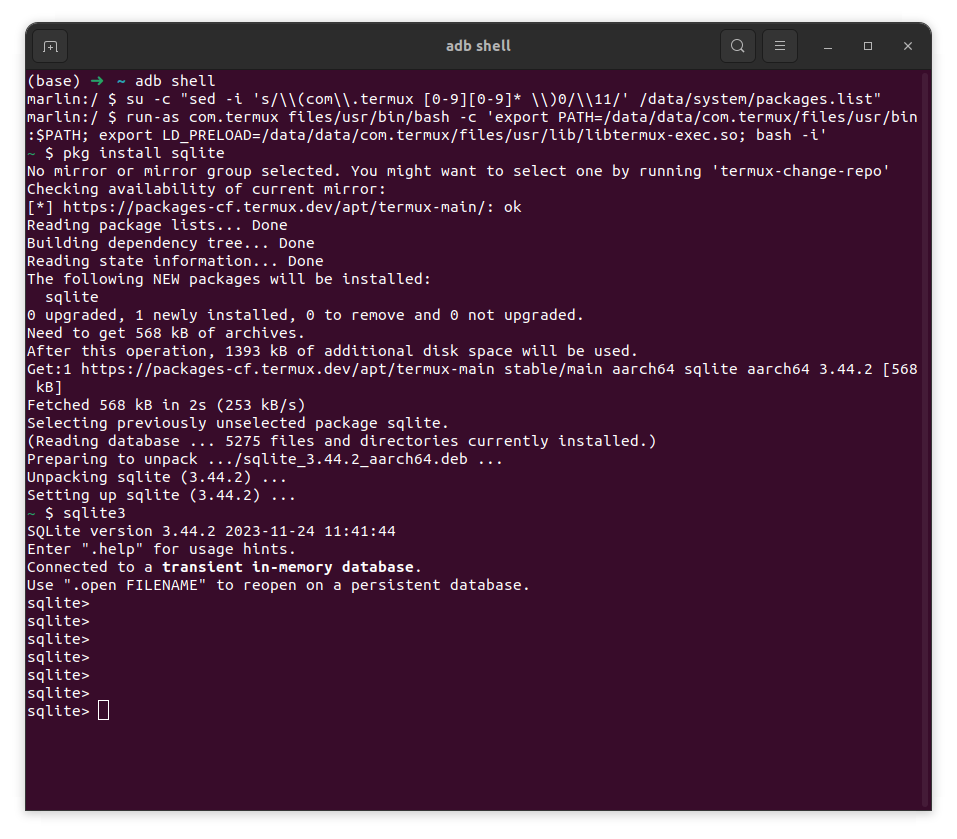 adb shell
(base) ➜ ~ adb shell
marlin:/ $ su -c "sed -i 's/\\(com\\.termux [0-9][0-9]* \\)0/\\11/' /data/system/packages.list"
marlin:/ $ run-as com.termux files/usr/bin/bash -c 'export PATH=/data/data/com.termux/files/usr/bin
:$PATH; export LD_PRELOAD=/data/data/com.termux/files/usr/lib/libtermux-exec.so; bash -i'
~ $ pkg install sqlite
No mirror or mirror group selected. You might want to select one by running 'termux-change-repo'
Checking availability of current mirror:
[*] https://packages-cf.termux.dev/apt/termux-main/: ok
Reading package lists... Done
Building dependency tree... Done
Reading state information... Done
The following NEW packages will be installed:
  sqlite
0 upgraded, 1 newly installed, 0 to remove and 0 not upgraded.
Need to get 568 kB of archives.
After this operation, 1393 kB of additional disk space will be used.
Get:1 https://packages-cf.termux.dev/apt/termux-main stable/main aarch64 sqlite aarch64 3.44.2 [568
 kB]
Fetched 568 kB in 2s (253 kB/s)
Selecting previously unselected package sqlite.
(Reading database ... 5275 files and directories currently installed.)
Preparing to unpack .../sqlite_3.44.2_aarch64.deb ...
Unpacking sqlite (3.44.2) ...
Setting up sqlite (3.44.2) ...
~ $ sqlite3
SQLite version 3.44.2 2023-11-24 11:41:44
Enter ".help" for usage hints.
Connected to a transient in-memory database.
Use ".open FILENAME" to reopen on a persistent database.
sqlite>
sqlite>
sqlite>
sqlite>
sqlite>
sqlite>
sqlite>